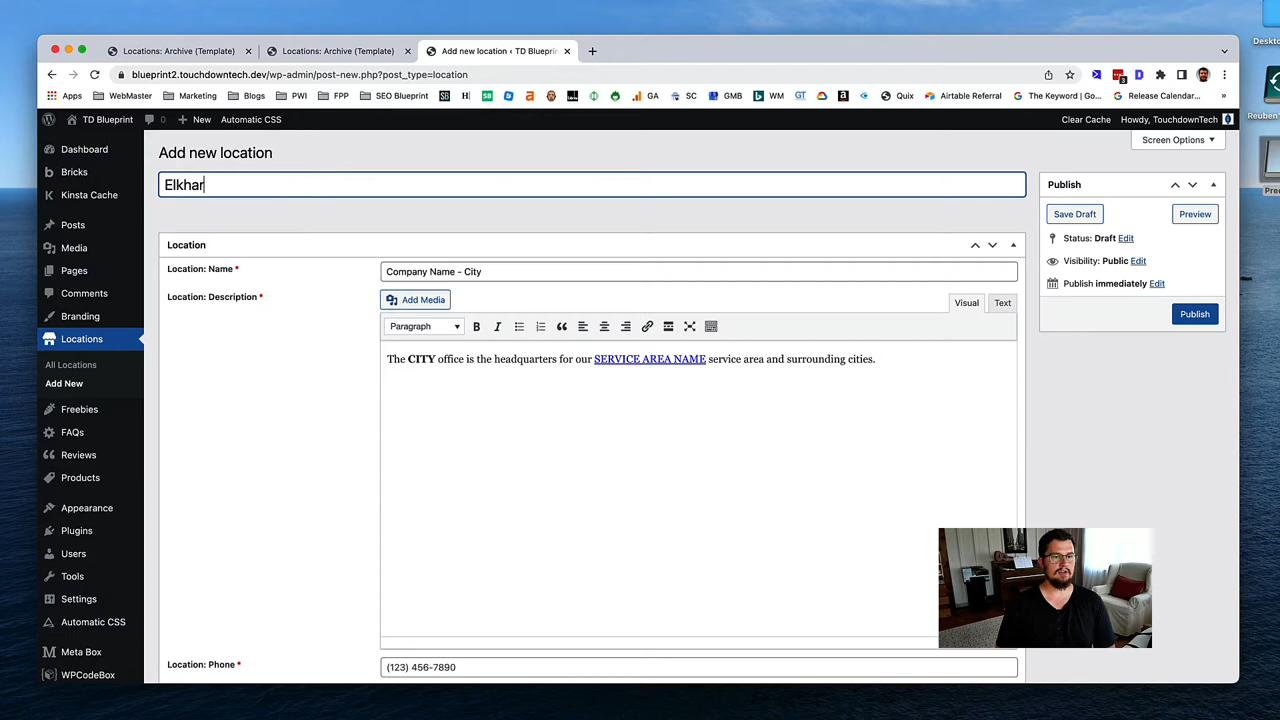 Deskto
Locations: Archive (Template)
Locations: Archive (Template)
Add new location ‹ TD Blueprin
blueprint2.touchdowntech.dev/wp-admin/post-new.php?post_type=location
Apps
WebMaster
Marketing
Blogs
PWI
FPP
SEO Blueprint
GA
SC
GMB
WM
Quix
Airtable Referral
The Keyword | Go...
Release Calendar...
»
Reuben'
TD Blueprint
0
New
Automatic CSS
Clear Cache
Howdy, TouchdownTech
Screen Options
Dashboard
Bricks
Kinsta Cache
Posts
Media
Pages
Comments
Branding
Locations
All Locations
Add New
Freebies
FAQs
Reviews
Products
Appearance
Plugins
Users
Tools
Settings
Automatic CSS
Meta Box
WPCodeBox
Add new location
Elkhar
Location
Location: Name *
Company Name - City
Location: Description *
Add Media
Visual
Text
Paragraph
B
I
The CITY office is the headquarters for our SERVICE AREA NAME service area and surrounding cities.
Location: Phone *
(123) 456-7890
Publish
Save Draft
Preview
Status: Draft Edit
Visibility: Public Edit
Publish immediately Edit
Publish